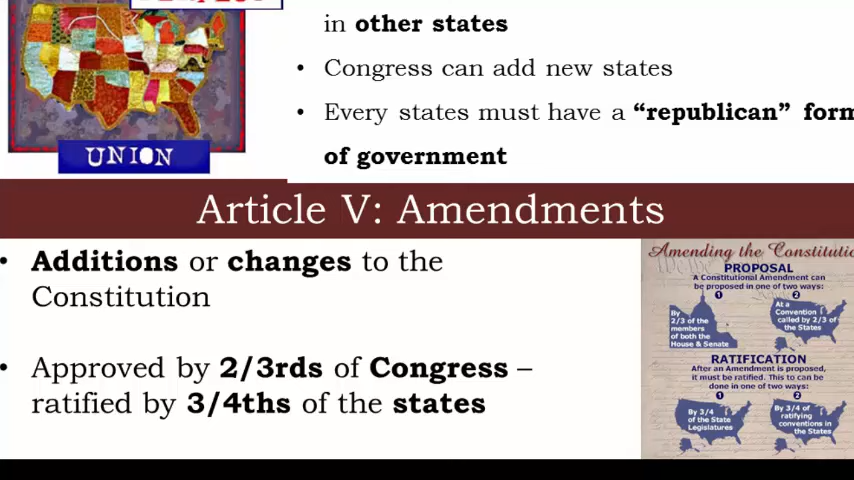 in other states
• Congress can add new states
UNION
• Every states must have a “republican” form
of government
Article V: Amendments
• Additions or changes to the
Constitution
• Approved by 2/3rds of Congress –
ratified by 3/4ths of the states
Amending the Constitutio
PROPOSAL
A Constitutional Amendment can
be proposed in one of two ways:
1
2
By
2/3 of the
members
of both the
House & Senate
At a
Convention
called by 2/3 of
the States
RATIFICATION
After an Amendment is proposed,
it must be ratified. This to can be
done in one of two ways:
1
2
By 3/4
of the State
Legislatures
By 3/4 of
ratifying
conventions in
the States